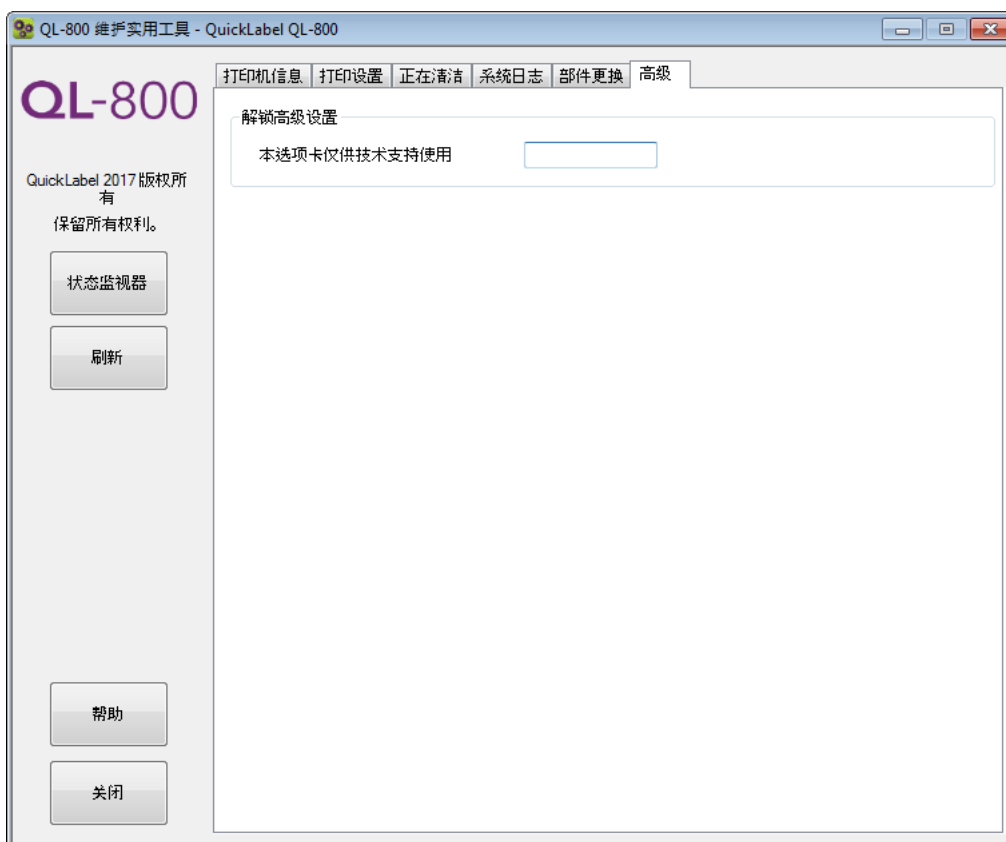 QL-800 维护实用工具 - QuickLabel QL-800
QL-800
QuickLabel 2017 版权所
有
保留所有权利。
状态监视器
刷新
帮助
关闭
打印机信息 打印设置 正在清洁 系统日志 部件更换 高级
解锁高级设置
本选项卡仅供技术支持使用